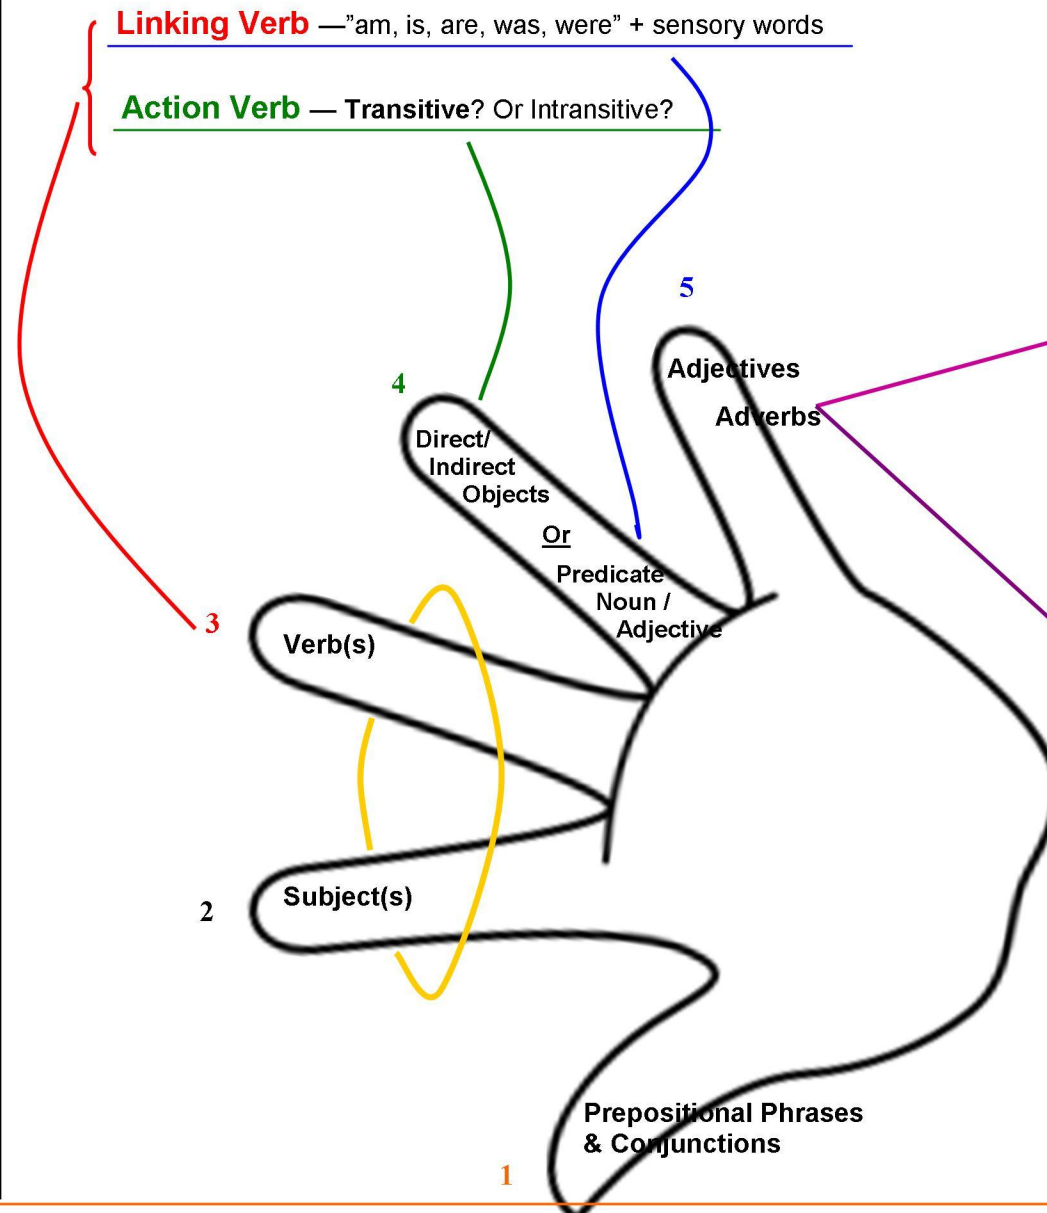 Linking Verb —”am, is, are, was, were” + sensory words
Action Verb — Transitive? Or Intransitive?
5
Adjectives
Adverbs
4
Direct/
Indirect
Objects
Or
Predicate
Noun /
Adjective
3
Verb(s)
2
Subject(s)
Prepositional Phrases
& Conjunctions
1